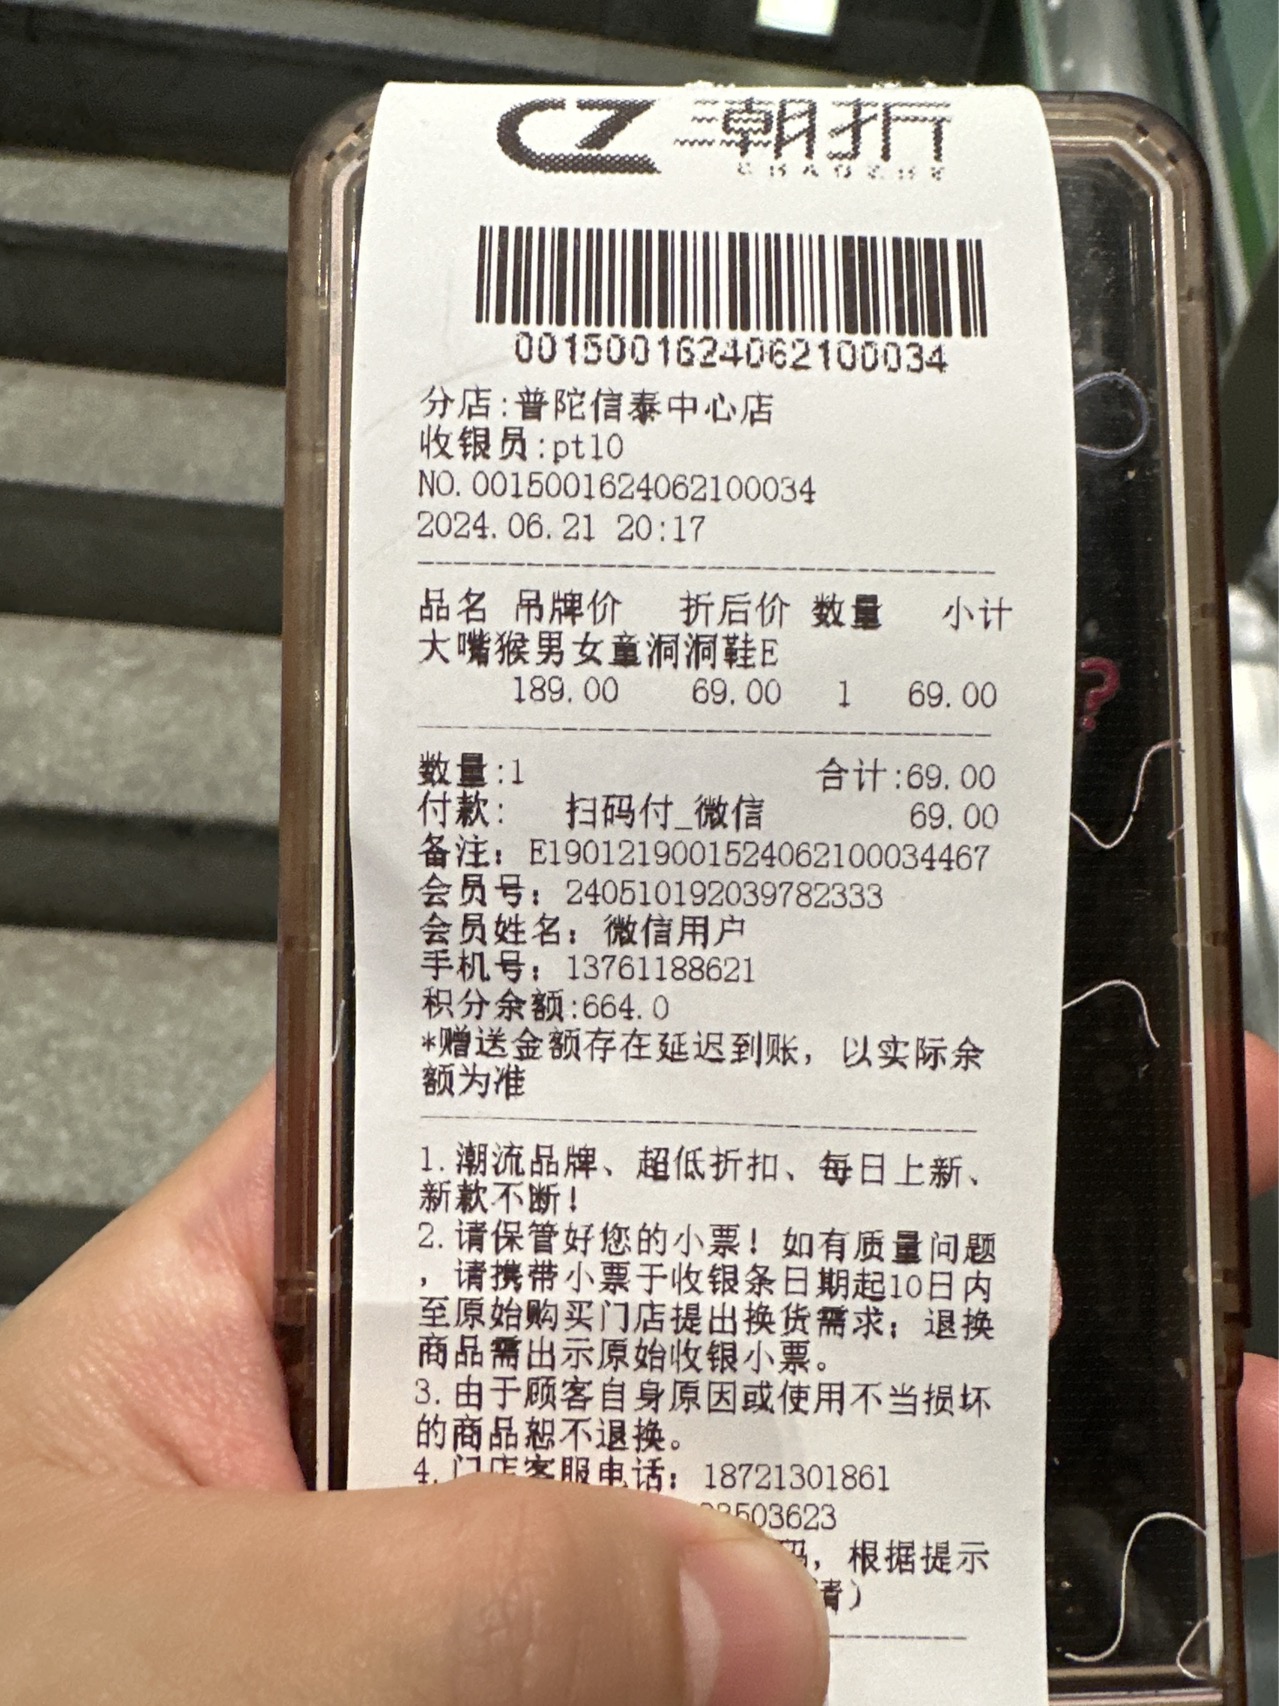 CZ 潮折
CHAOZHE
0015001624062100034
分店:普陀信泰中心店
收银员:pt10
NO.0015001624062100034
2024.06.21 20:17
品名 吊牌价 折后价 数量 小计
大嘴猴男女童洞洞鞋E
189.00 69.00 1 69.00
数量:1 合计:69.00
付款: 扫码付_微信 69.00
备注: E19012190015240621000344​67
会员号: 240510192039782333
会员姓名: 微信用户
手机号: 13761188621
积分余额:664.0
*赠送金额存在延迟到账, 以实际余
额为准
1.潮流品牌、超低折扣、每日上新、
新款不断!
2.请保管好您的小票! 如有质量问题
, 请携带小票于收银条日期起10日内
至原始购买门店提出换货需求; 退换
商品需出示原始收银小票。
3.由于顾客自身原因或使用不当损坏
的商品恕不退换。
4.门店客服电话: 18721301861
8503623
码, 根据提示
请)
?